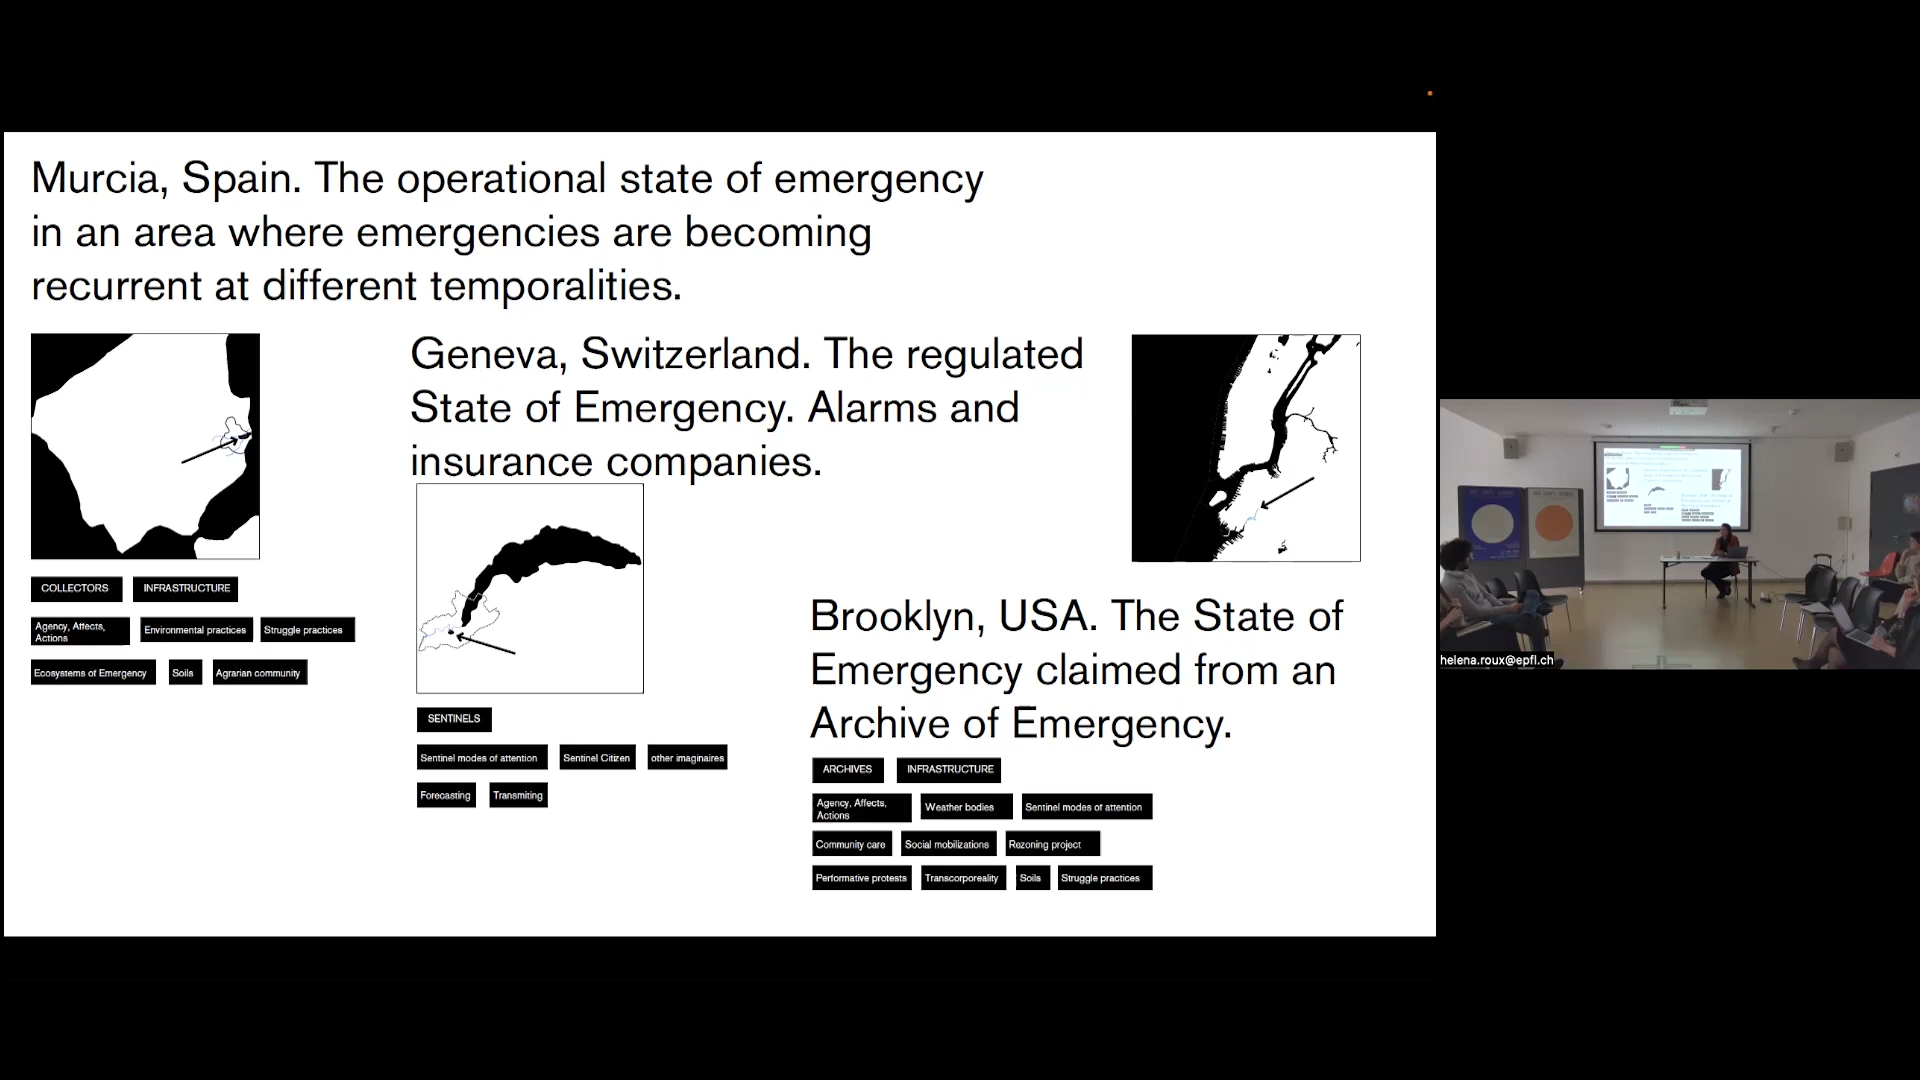 Murcia, Spain. The operational state of emergency
in an area where emergencies are becoming
recurrent at different temporalities.
COLLECTORS
INFRASTRUCTURE
Agency, Affects,
Actions
Environmental practices
Struggle practices
Ecosystems of Emergency
Soils
Agrarian community
Geneva, Switzerland. The regulated
State of Emergency. Alarms and
insurance companies.
SENTINELS
Sentinel modes of attention
Sentinel Citizen
other imaginaires
Forecasting
Transmiting
Brooklyn, USA. The State of
Emergency claimed from an
Archive of Emergency.
ARCHIVES
INFRASTRUCTURE
Agency, Affects,
Actions
Weather bodies
Sentinel modes of attention
Community care
Social mobilizations
Rezoning project
Performative protests
Transcorporeality
Soils
Struggle practices
helena.roux@epfl.ch